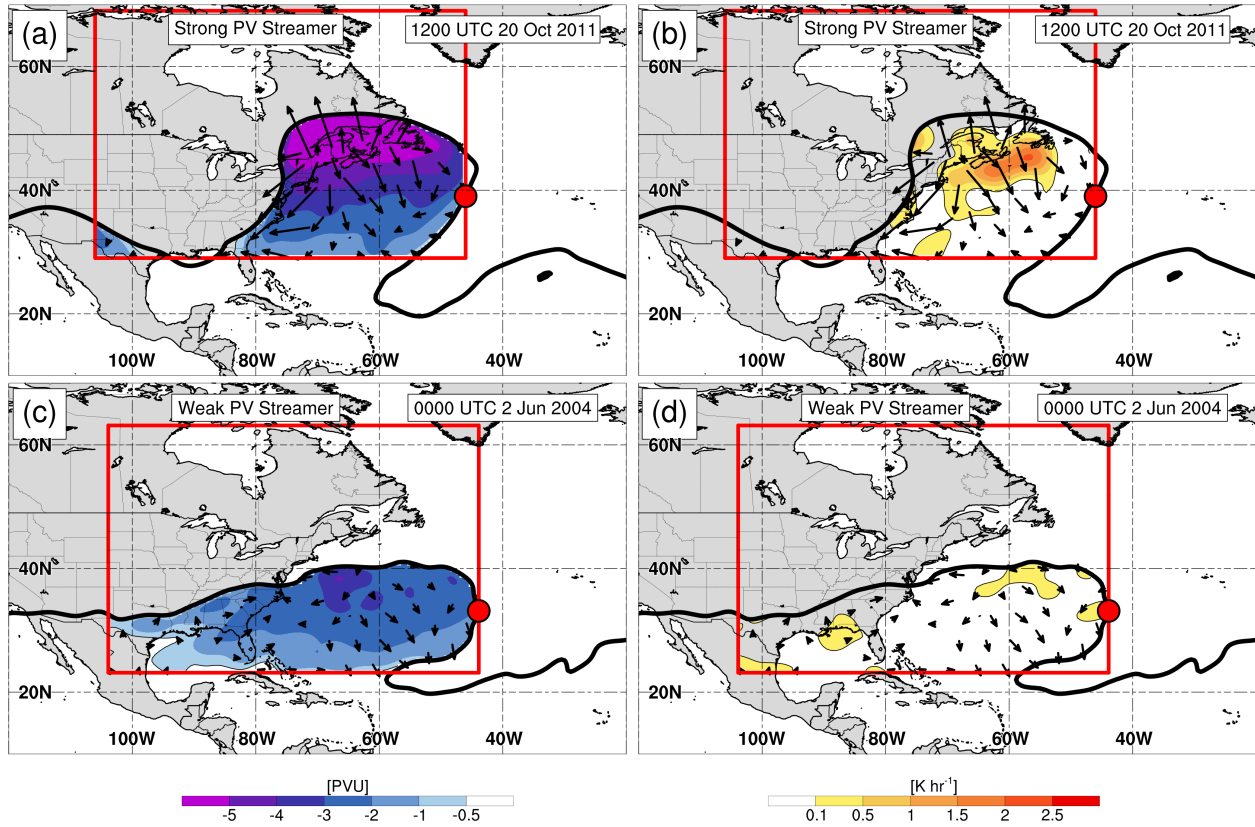 (a)
Strong PV Streamer
1200 UTC 20 Oct 2011
60N
40N
20N
100W
80W
60W
40W
(b)
Strong PV Streamer
1200 UTC 20 Oct 2011
60N
40N
20N
100W
80W
60W
40W
(c)
Weak PV Streamer
0000 UTC 2 Jun 2004
60N
40N
20N
100W
80W
60W
40W
(d)
Weak PV Streamer
0000 UTC 2 Jun 2004
60N
40N
20N
100W
80W
60W
40W
[PVU]
-5 -4 -3 -2 -1 -0.5
[K hr⁻¹]
0.1 0.5 1 1.5 2 2.5